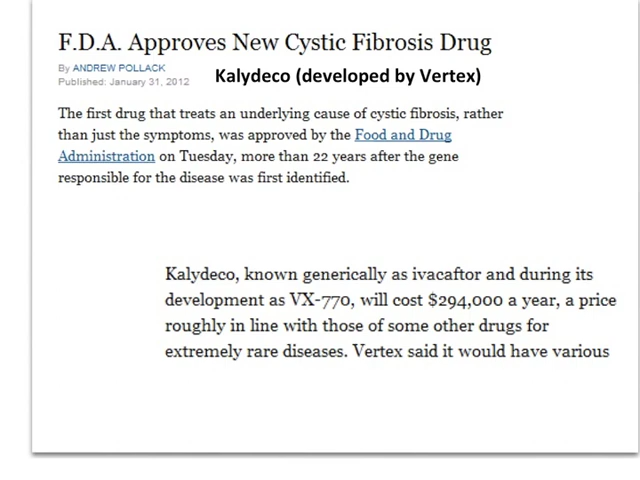 F.D.A. Approves New Cystic Fibrosis Drug
By ANDREW POLLACK
Published: January 31, 2012
Kalydeco (developed by Vertex)
The first drug that treats an underlying cause of cystic fibrosis, rather
than just the symptoms, was approved by the Food and Drug
Administration on Tuesday, more than 22 years after the gene
responsible for the disease was first identified.
Kalydeco, known generically as ivacaftor and during its
development as VX-770, will cost $294,000 a year, a price
roughly in line with those of some other drugs for
extremely rare diseases. Vertex said it would have various